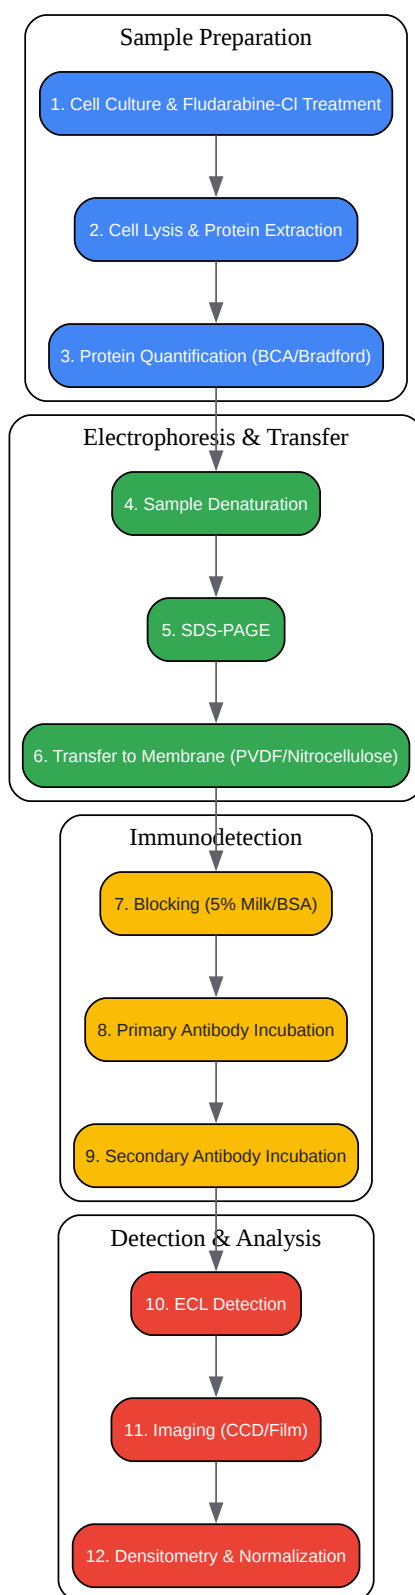 Sample Preparation
1. Cell Culture & Fludarabine-Cl Treatment
2. Cell Lysis & Protein Extraction
3. Protein Quantification (BCA/Bradford)
Electrophoresis & Transfer
4. Sample Denaturation
5. SDS-PAGE
6. Transfer to Membrane (PVDF/Nitrocellulose)
Immunodetection
7. Blocking (5% Milk/BSA)
8. Primary Antibody Incubation
9. Secondary Antibody Incubation
Detection & Analysis
10. ECL Detection
11. Imaging (CCD/Film)
12. Densitometry & Normalization